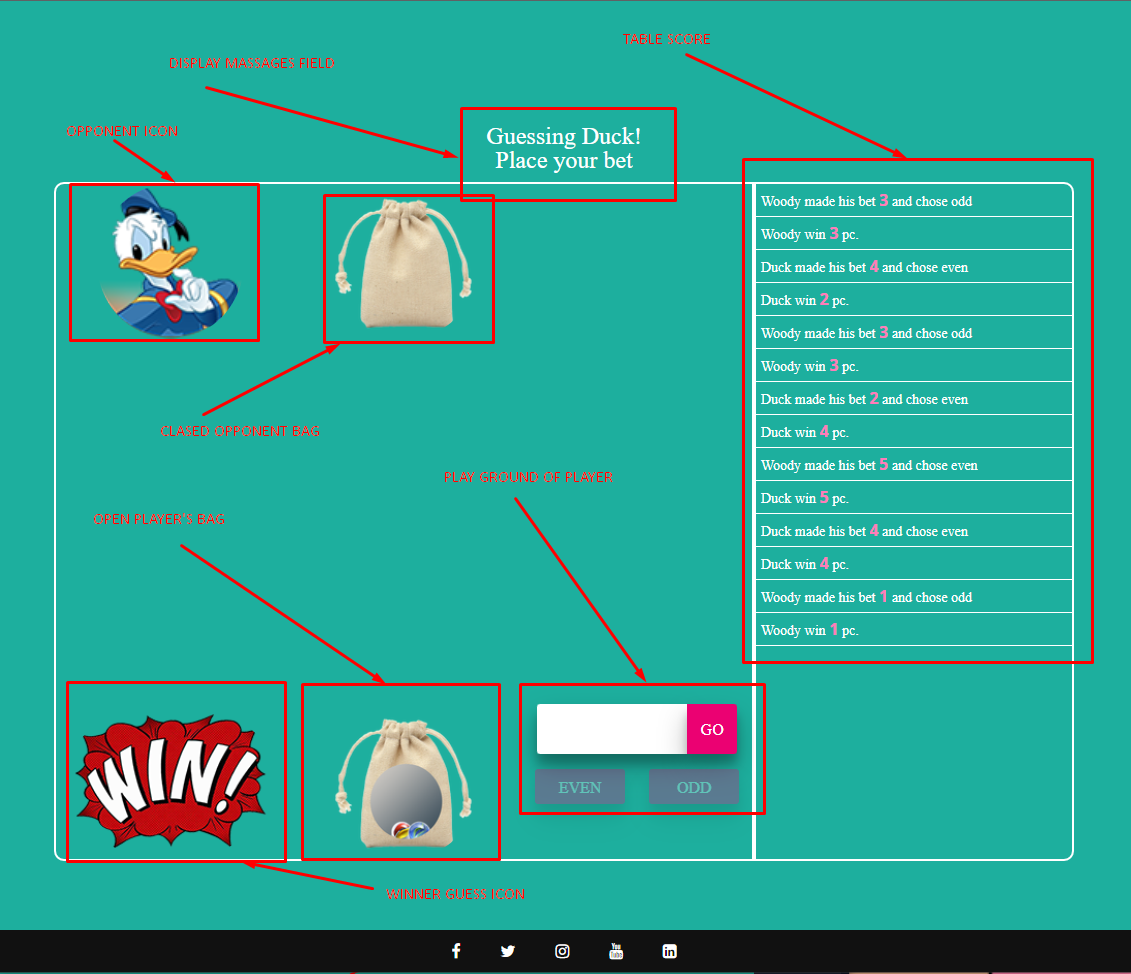 TABLE SCORE
DISPLAY MASSAGES FIELD
OPPONENT ICON
Guessing Duck!
Place your bet
Woody made his bet 3 and chose odd
Woody win 3 pc.
Duck made his bet 4 and chose even
Duck win 2 pc.
Woody made his bet 3 and chose odd
Woody win 3 pc.
Duck made his bet 2 and chose even
Duck win 4 pc.
Woody made his bet 5 and chose even
Duck win 5 pc.
Duck made his bet 4 and chose even
Duck win 4 pc.
Woody made his bet 1 and chose odd
Woody win 1 pc.
CLASED OPPONENT BAG
PLAY GROUND OF PLAYER
OPEN PLAYER'S BAG
WIN!
GO
EVEN
ODD
WINNER GUESS ICON
You
Tube